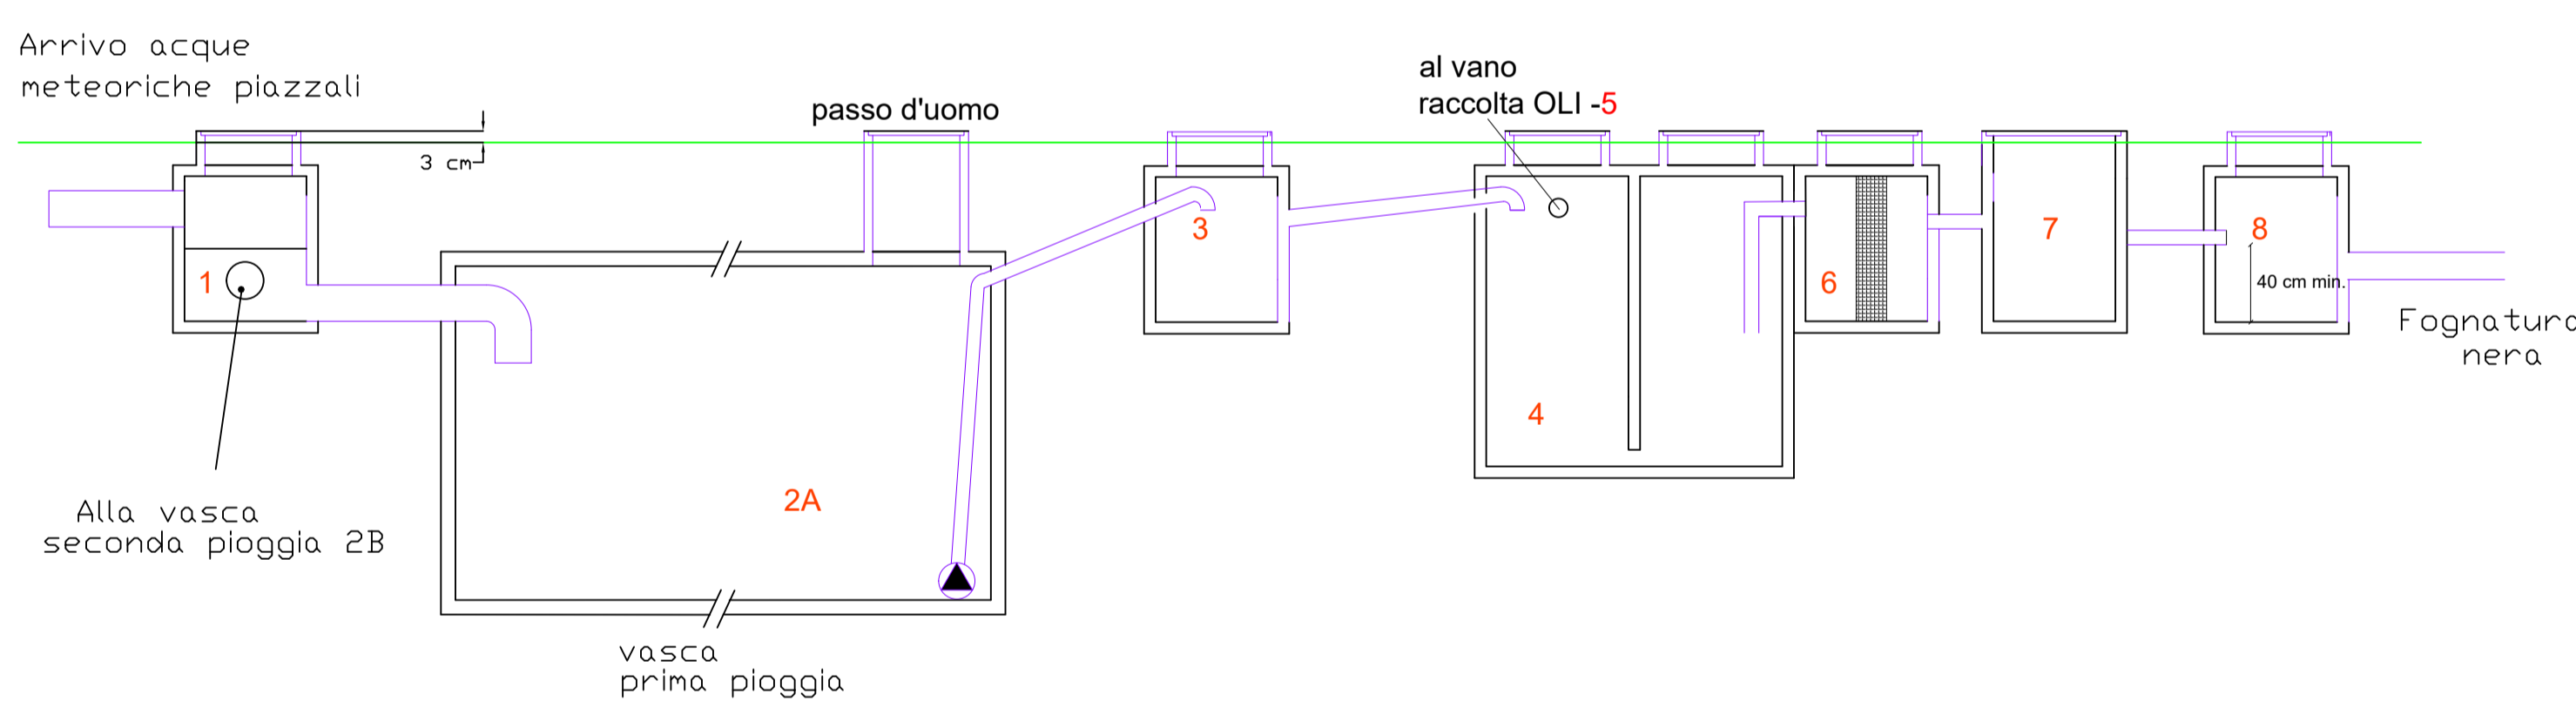 Arrivo acque
meteoriche piazzali
3 cm
passo d'uomo
al vano
raccolta OLI -5
1
2A
3
4
6
7
8
40 cm min.
Fognatura
nera
Alla vasca
seconda pioggia 2B
vasca
prima pioggia